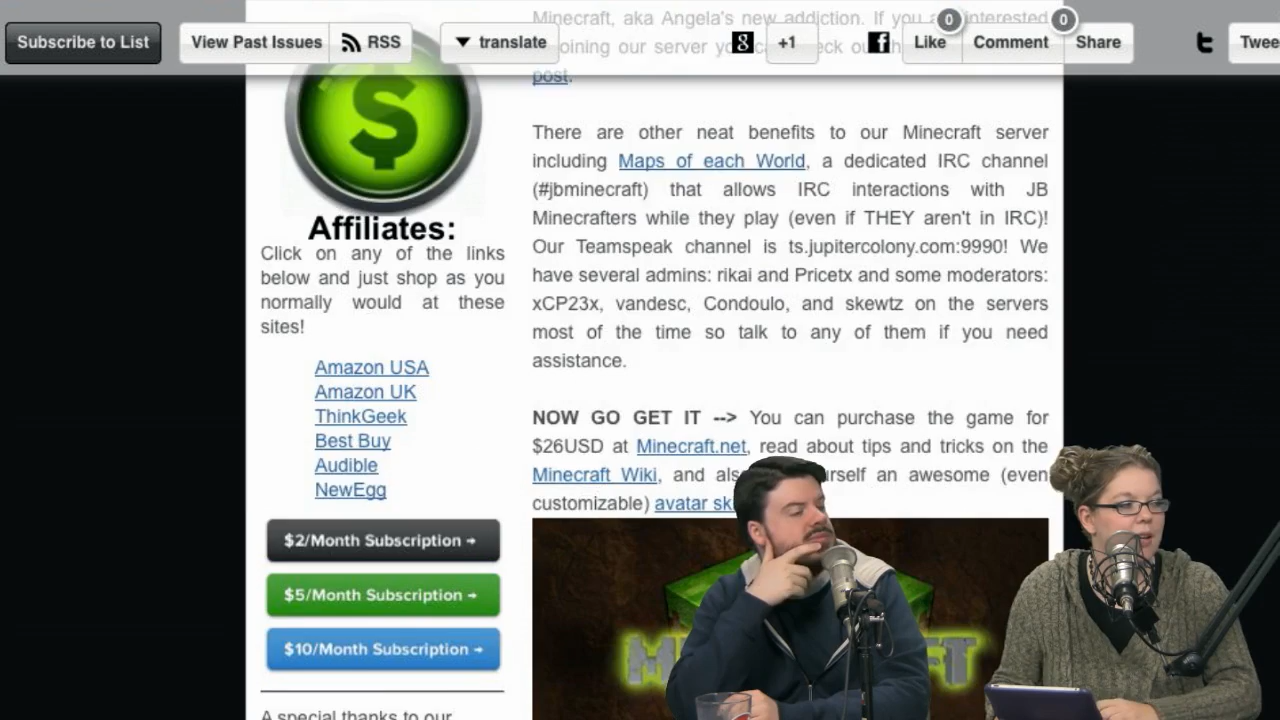 Subscribe to List
View Past Issues
RSS
translate
+1
0
Like
0
Comment
Share
Affiliates:
Click on any of the links
below and just shop as you
normally would at these
sites!
Amazon USA
Amazon UK
ThinkGeek
Best Buy
Audible
NewEgg
$2/Month Subscription →
$5/Month Subscription →
$10/Month Subscription →
A special thanks to our
Minecraft, aka Angela's new addiction. If you interested
joining our server
post.
There are other neat benefits to our Minecraft server
including Maps of each World, a dedicated IRC channel
(#jbminecraft) that allows IRC interactions with JB
Minecrafters while they play (even if THEY aren't in IRC)!
Our Teamspeak channel is ts.jupitercolony.com:9990! We
have several admins: rikai and Pricetx and some moderators:
xCP23x, vandesc, Condoulo, and skewtz on the servers
most of the time so talk to any of them if you need
assistance.
NOW GO GET IT --> You can purchase the game for
$26USD at Minecraft.net, read about tips and tricks on the
Minecraft Wiki, and an awesome (even
customizable) avatar